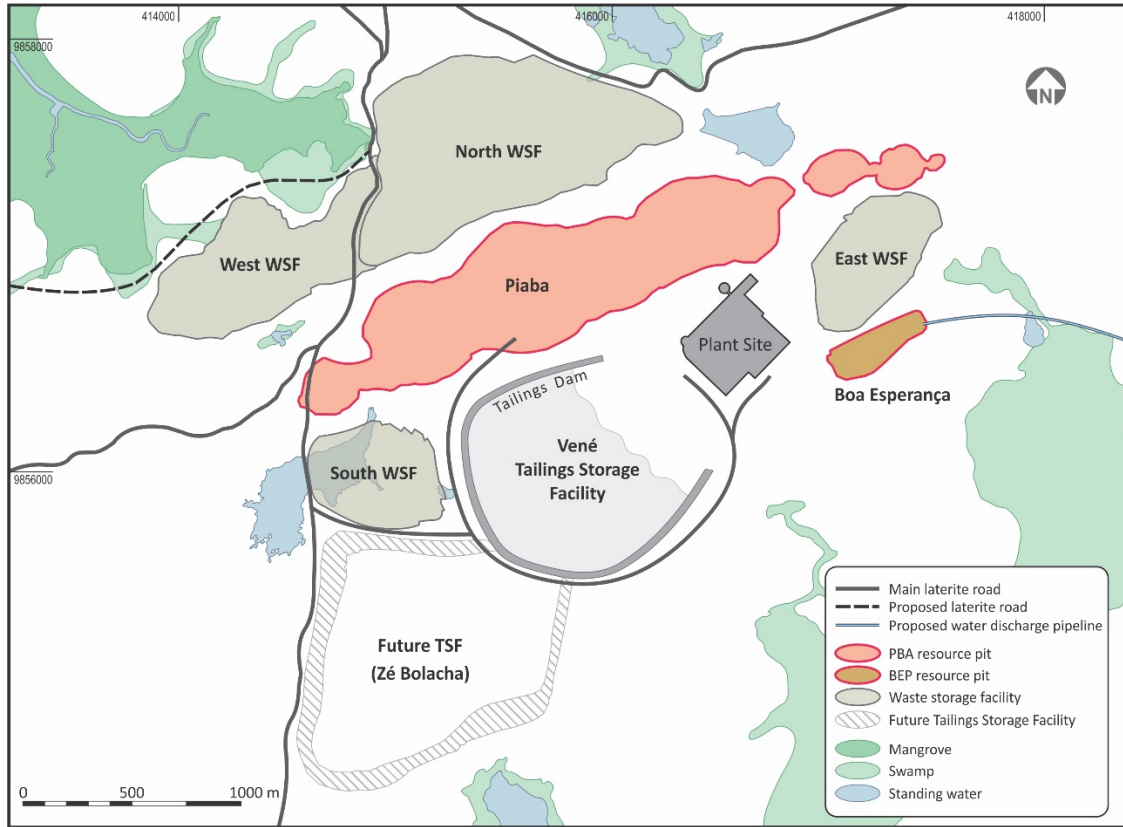 414000
416000
418000
9858000
N
North WSF
West WSF
Piaba
East WSF
Plant Site
Boa Esperança
Tailings Dam
Vené
Tailings Storage
Facility
South WSF
9856000
Future TSF
(Zé Bolacha)
Main laterite road
Proposed laterite road
Proposed water discharge pipeline
PBA resource pit
BEP resource pit
Waste storage facility
Future Tailings Storage Facility
Mangrove
Swamp
Standing water
0 500 1000 m